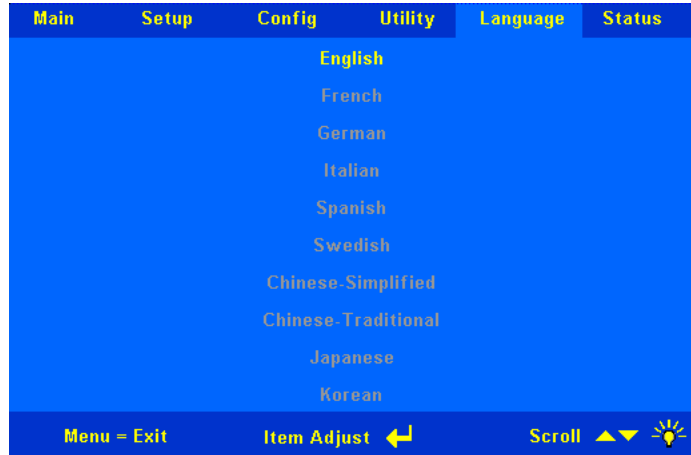 Main Setup Config Utility Language Status
English
French
German
Italian
Spanish
Swedish
Chinese-Simplified
Chinese-Traditional
Japanese
Korean
Menu = Exit Item Adjust Scroll